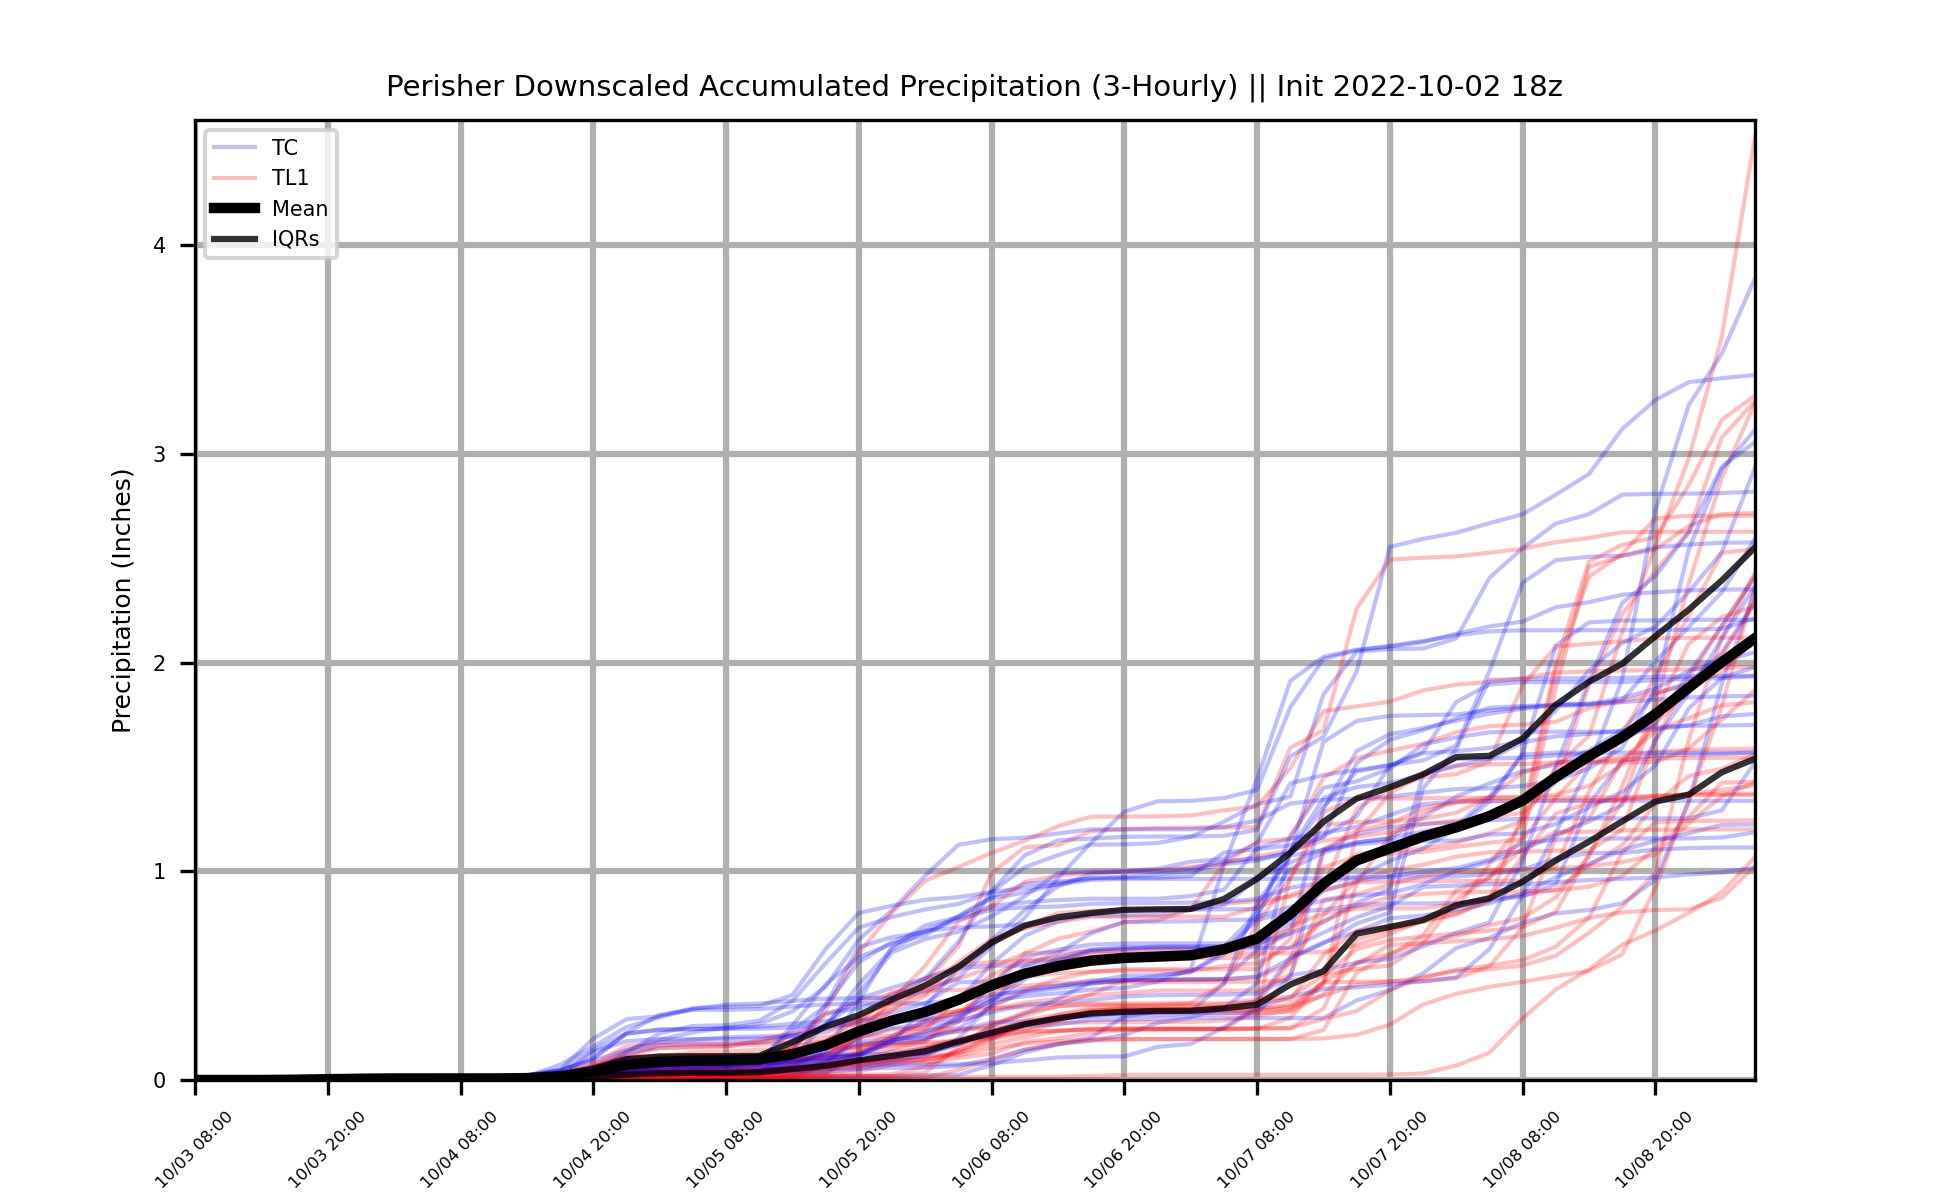 Perisher Downscaled Accumulated Precipitation (3-Hourly) || Init 2022-10-02 18z
TC
TL1
Mean
IQRs
Precipitation (Inches)
4
3
2
1
0
10/03 08:00
10/03 20:00
10/04 08:00
10/04 20:00
10/05 08:00
10/05 20:00
10/06 08:00
10/06 20:00
10/07 08:00
10/07 20:00
10/08 08:00
10/08 20:00